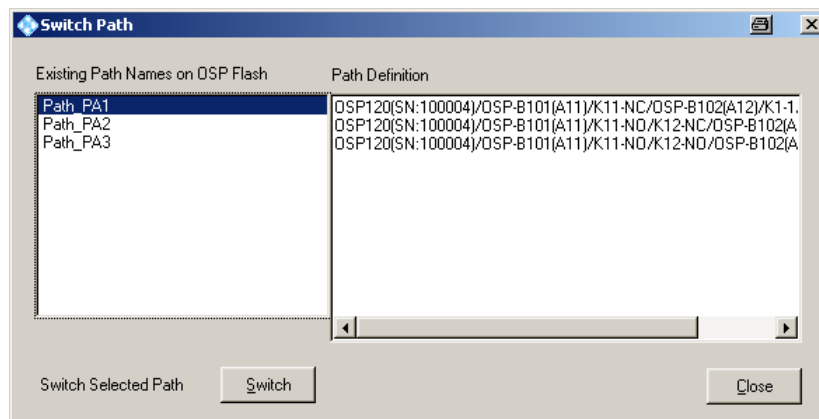 Switch Path
Existing Path Names on OSP Flash
Path Definition
Path_PA1
Path_PA2
Path_PA3
OSP120(SN:100004)/OSP-B101(A11)/K11-NC/OSP-B102(A12)/K1-1.
OSP120(SN:100004)/OSP-B101(A11)/K11-NO/K12-NC/OSP-B102(A
OSP120(SN:100004)/OSP-B101(A11)/K11-NO/K12-NO/OSP-B102(A
Switch Selected Path
Switch
Close